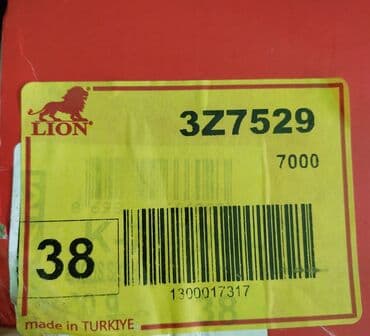 LION
3Z7529
7000
38
1300017317
made in TURKIYE